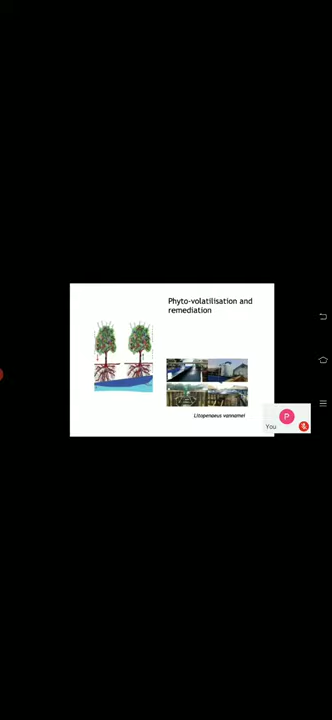 Phyto-volatilisation and
remediation
Litopenaeus vannamei
P
You